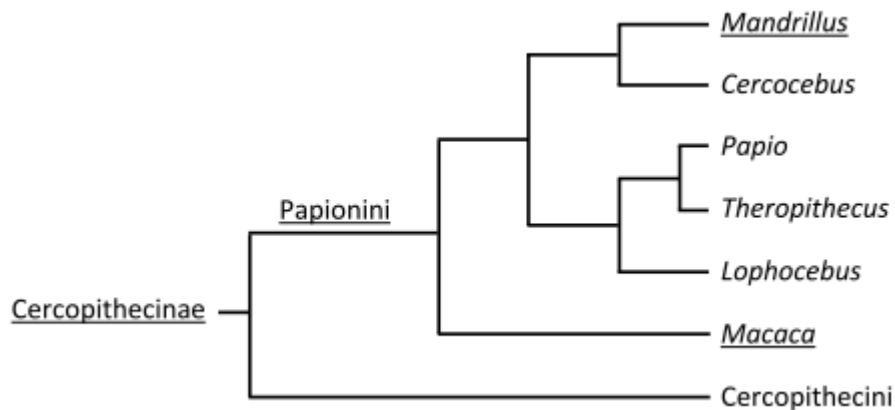 Mandrillus
Cercocebus
Papio
Papionini
Theropithecus
Lophocebus
Cercopithecinae
Macaca
Cercopithecini